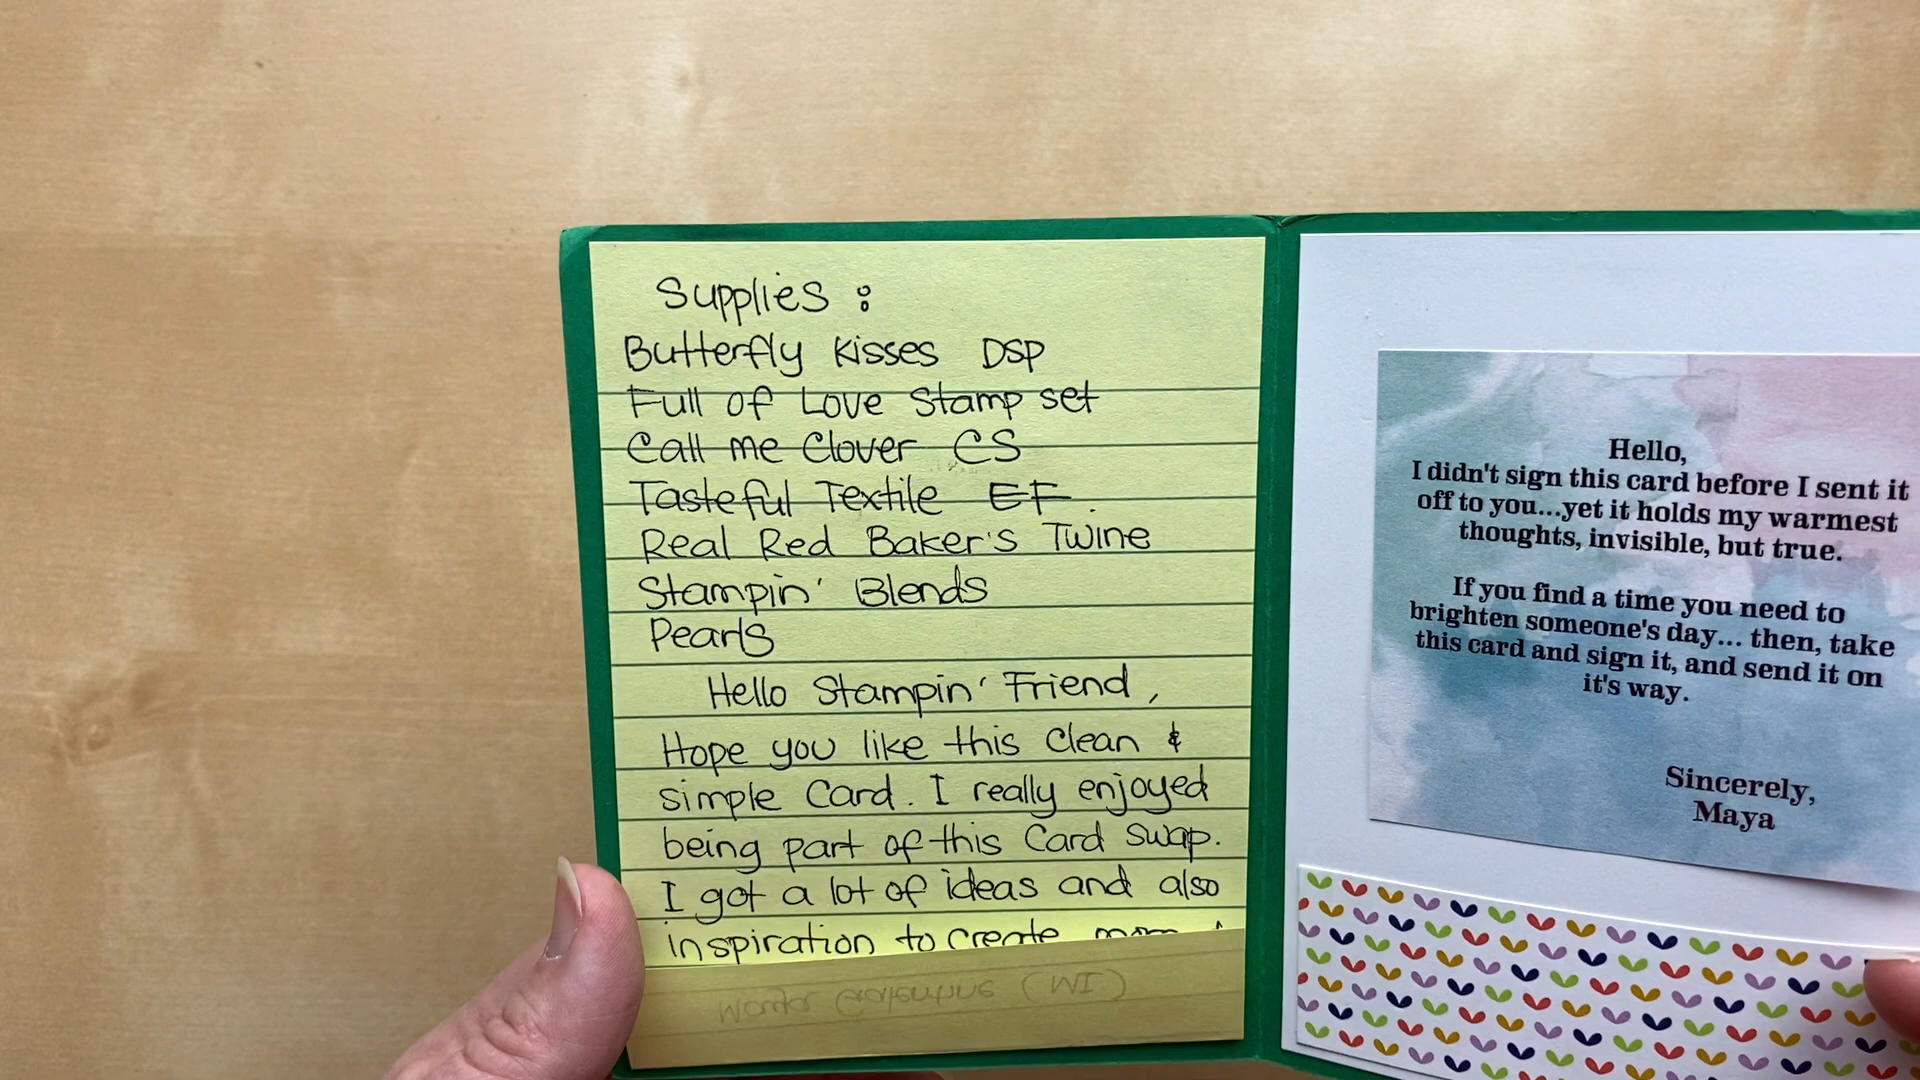 Supplies :
Butterfly Kisses DSP
Full of Love Stamp set
Call Me Clover CS
Tasteful Textile EF
Real Red Baker's Twine
Stampin' Blends
Pearls
Hello Stampin' Friend,
Hope you like this Clean &
simple Card. I really enjoyed
being part of this Card swap.
I got a lot of ideas and also
inspiration to create
(WI)
Hello,
I didn't sign this card before I sent it
off to you...yet it holds my warmest
thoughts, invisible, but true.
If you find a time you need to
brighten someone's day... then, take
this card and sign it, and send it on
it's way.
Sincerely,
Maya